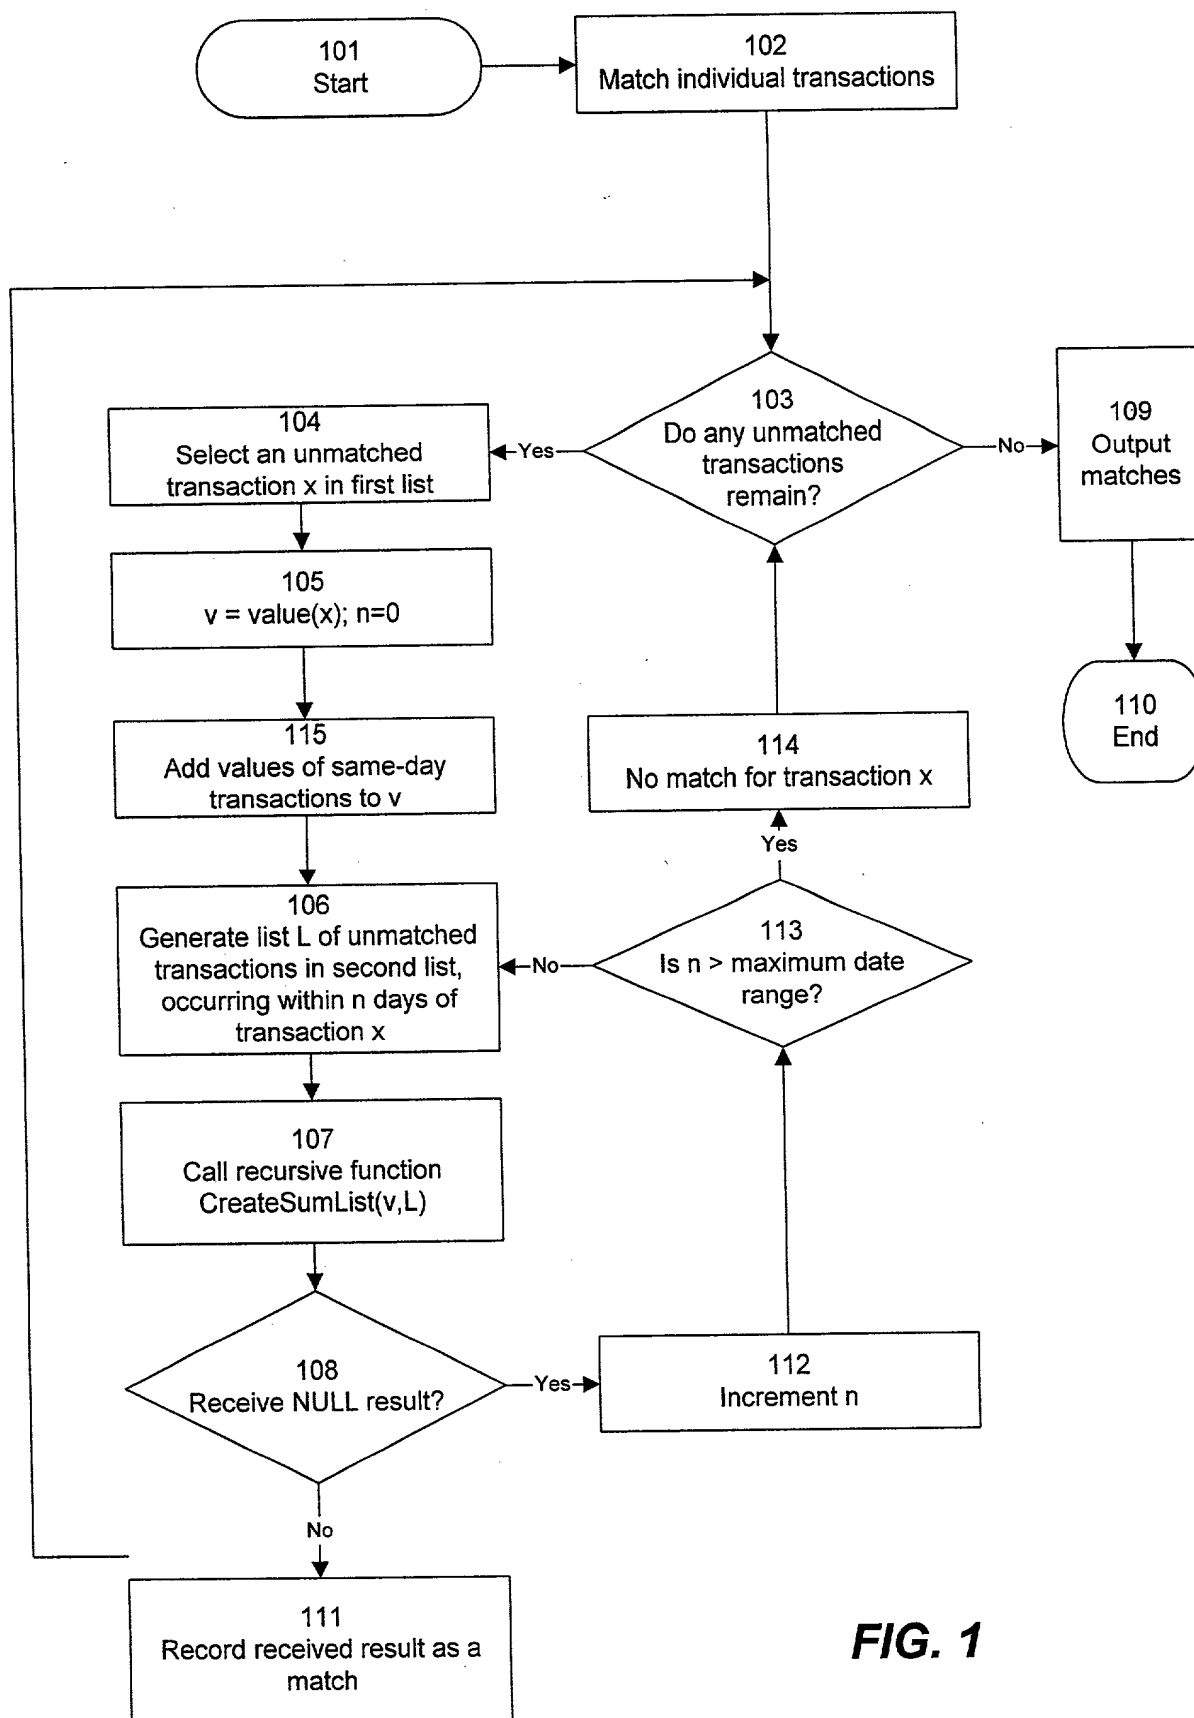 101
Start
102
Match individual transactions
103
Do any unmatched
transactions
remain?
Yes
No
104
Select an unmatched
transaction x in first list
109
Output
matches
105
v = value(x); n=0
110
End
115
Add values of same-day
transactions to v
114
No match for transaction x
Yes
106
Generate list L of unmatched
transactions in second list,
occurring within n days of
transaction x
No
113
Is n > maximum date
range?
107
Call recursive function
CreateSumList(v,L)
108
Receive NULL result?
Yes
112
Increment n
No
111
Record received result as a
match
FIG. 1